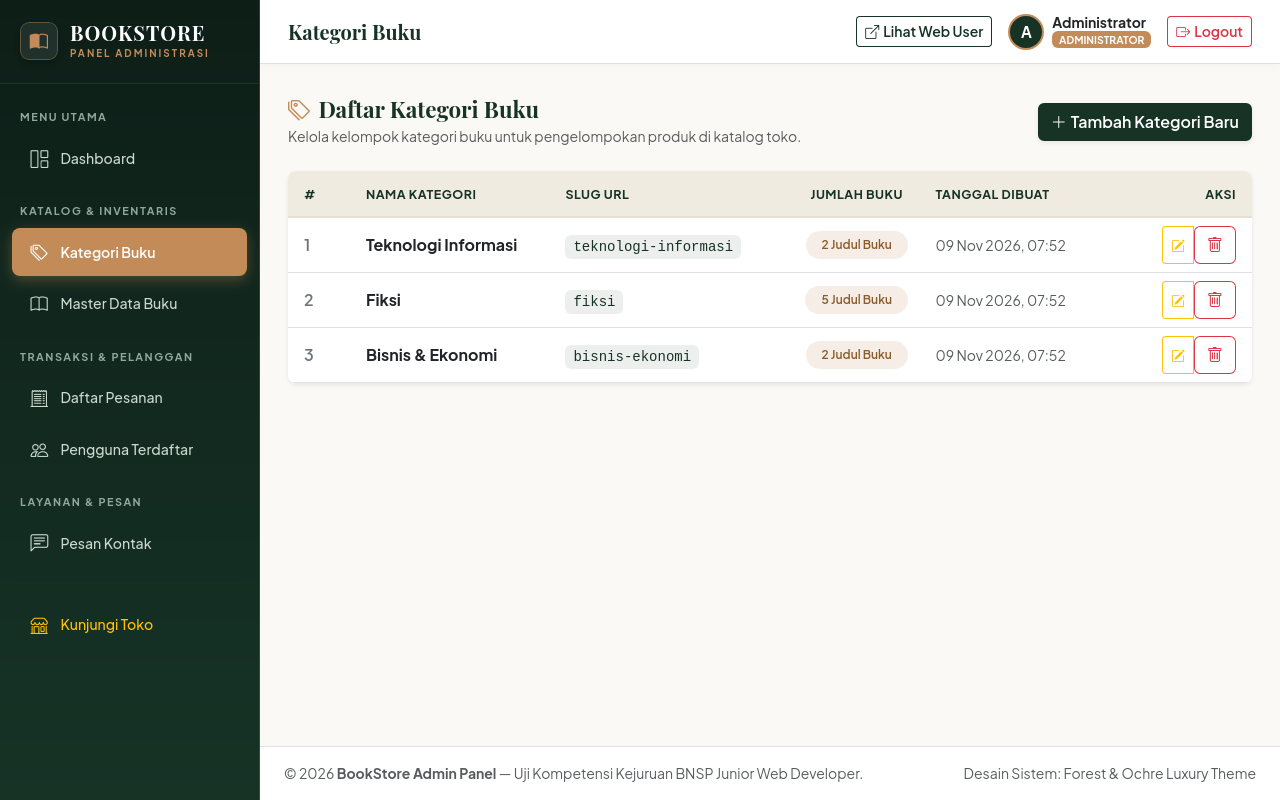 BOOKSTORE
PANEL ADMINISTRASI
MENU UTAMA
Dashboard
KATALOG & INVENTARIS
Kategori Buku
Master Data Buku
TRANSAKSI & PELANGGAN
Daftar Pesanan
Pengguna Terdaftar
LAYANAN & PESAN
Pesan Kontak
Kunjungi Toko
Kategori Buku
Lihat Web User
A
Administrator
ADMINISTRATOR
Logout
Daftar Kategori Buku
Kelola kelompok kategori buku untuk pengelompokan produk di katalog toko.
Tambah Kategori Baru
# NAMA KATEGORI SLUG URL JUMLAH BUKU TANGGAL DIBUAT AKSI
1 Teknologi Informasi teknologi-informasi 2 Judul Buku 09 Nov 2026, 07:52
2 Fiksi fiksi 5 Judul Buku 09 Nov 2026, 07:52
3 Bisnis & Ekonomi bisnis-ekonomi 2 Judul Buku 09 Nov 2026, 07:52
© 2026 BookStore Admin Panel — Uji Kompetensi Kejuruan BNSP Junior Web Developer.
Desain Sistem: Forest & Ochre Luxury Theme